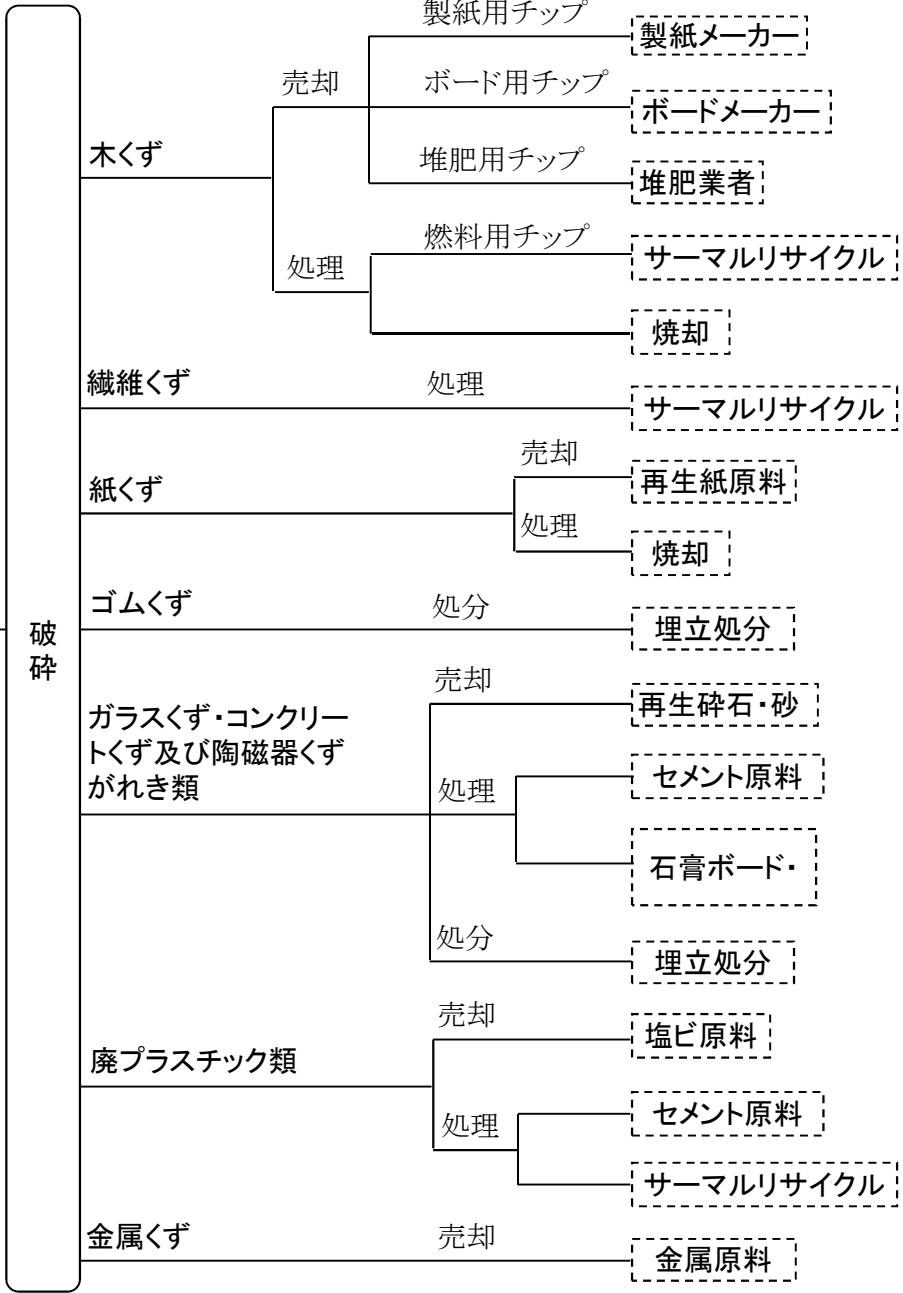 破
砕
木くず
売却
製紙用チップ
製紙メーカー
ボード用チップ
ボードメーカー
堆肥用チップ
堆肥業者
処理
燃料用チップ
サーマルリサイクル
焼却
繊維くず
処理
サーマルリサイクル
紙くず
売却
再生紙原料
処理
焼却
ゴムくず
処分
埋立処分
ガラスくず・コンクリー
トくず及び陶磁器くず
がれき類
売却
再生砕石・砂
処理
セメント原料
石膏ボード・
処分
埋立処分
廃プラスチック類
売却
塩ビ原料
処理
セメント原料
サーマルリサイクル
金属くず
売却
金属原料